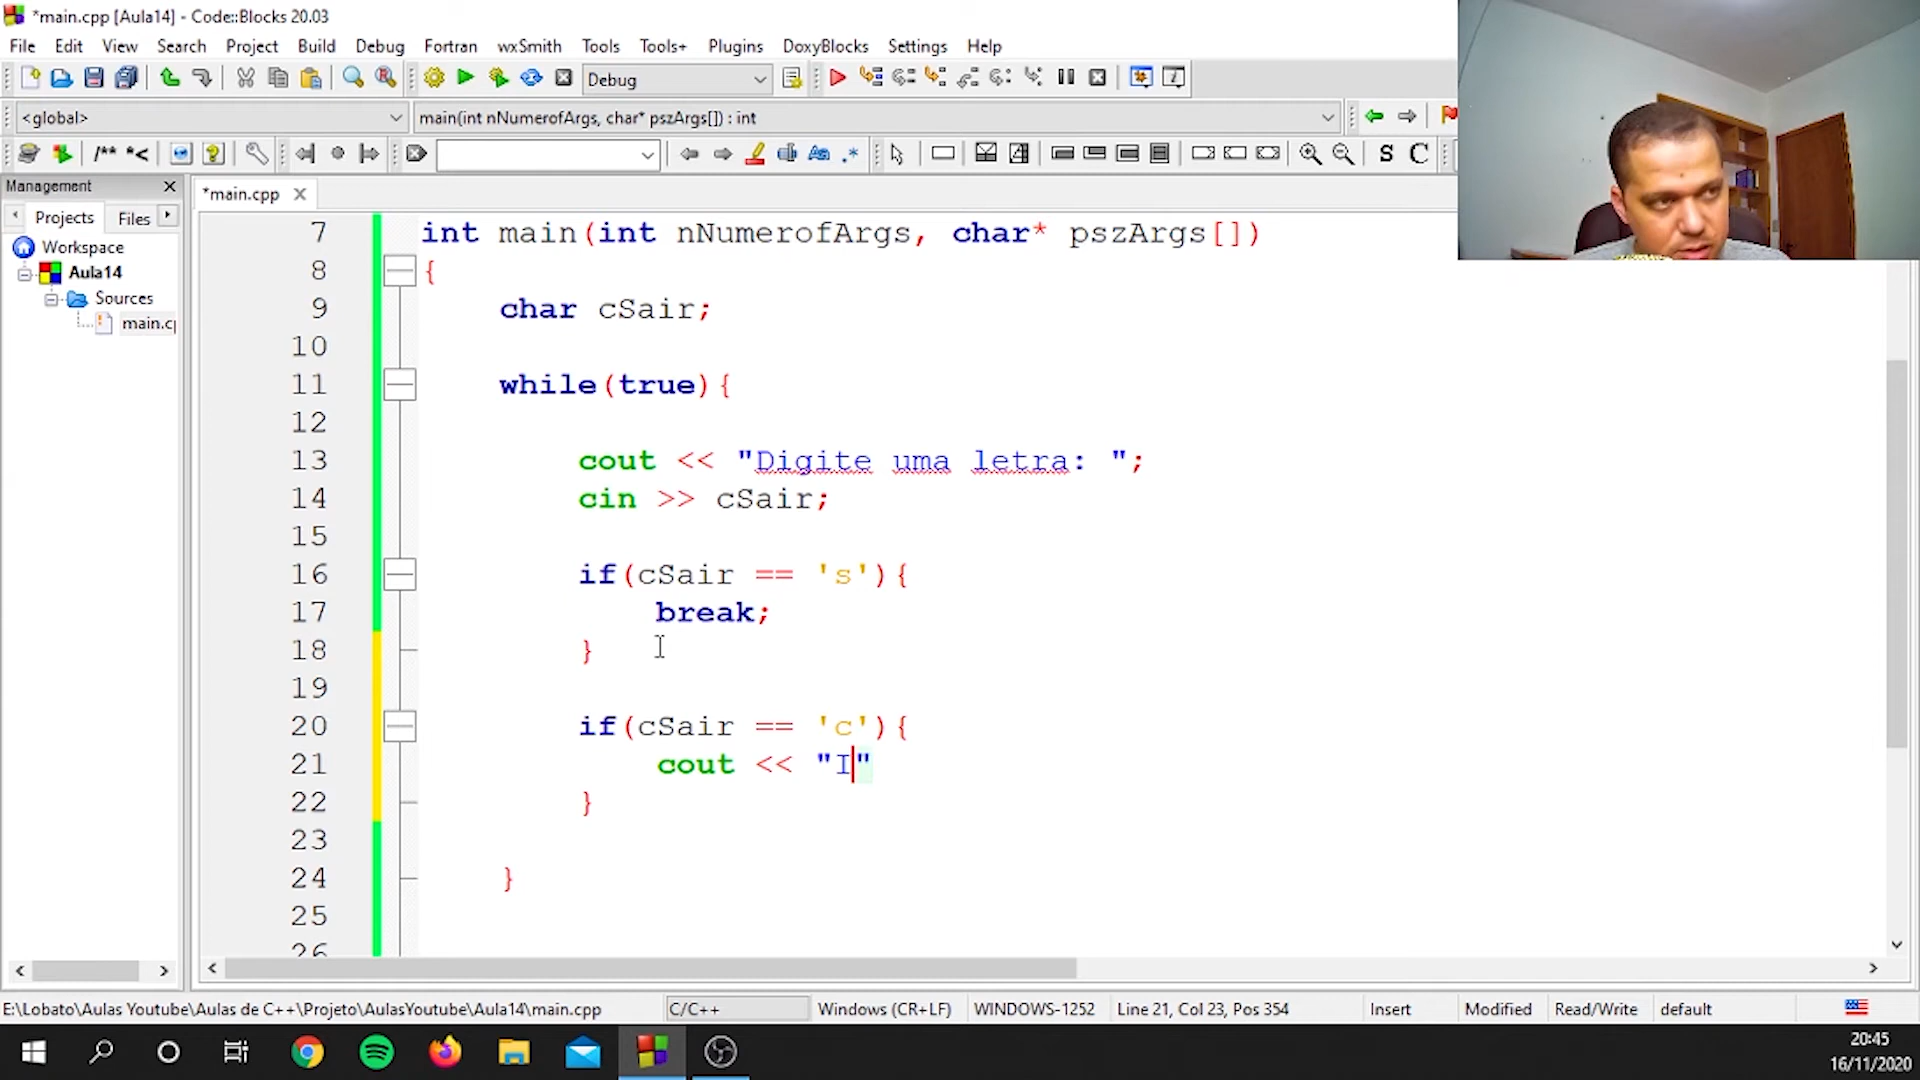 *main.cpp [Aula14] - Code::Blocks 20.03
File Edit View Search Project Build Debug Fortran wxSmith Tools Tools+ Plugins DoxyBlocks Settings Help
Debug
<global> main(int nNumerofArgs, char* pszArgs[]) : int
/** *< S C
Management
*main.cpp
Projects Files
Workspace
Aula14
Sources
main.c
7 int main(int nNumerofArgs, char* pszArgs[])
8 {
9 char cSair;
10
11 while(true){
12
13 cout << "Digite uma letra: ";
14 cin >> cSair;
15
16 if(cSair == 's'){
17 break;
18 }
19
20 if(cSair == 'c'){
21 cout << "I"
22 }
23
24 }
25
26
E:\Lobato\Aulas Youtube\Aulas de C++\Projeto\AulasYoutube\Aula14\main.cpp C/C++ Windows (CR+LF) WINDOWS-1252 Line 21, Col 23, Pos 354 Insert Modified Read/Write default
20:45
16/11/2020